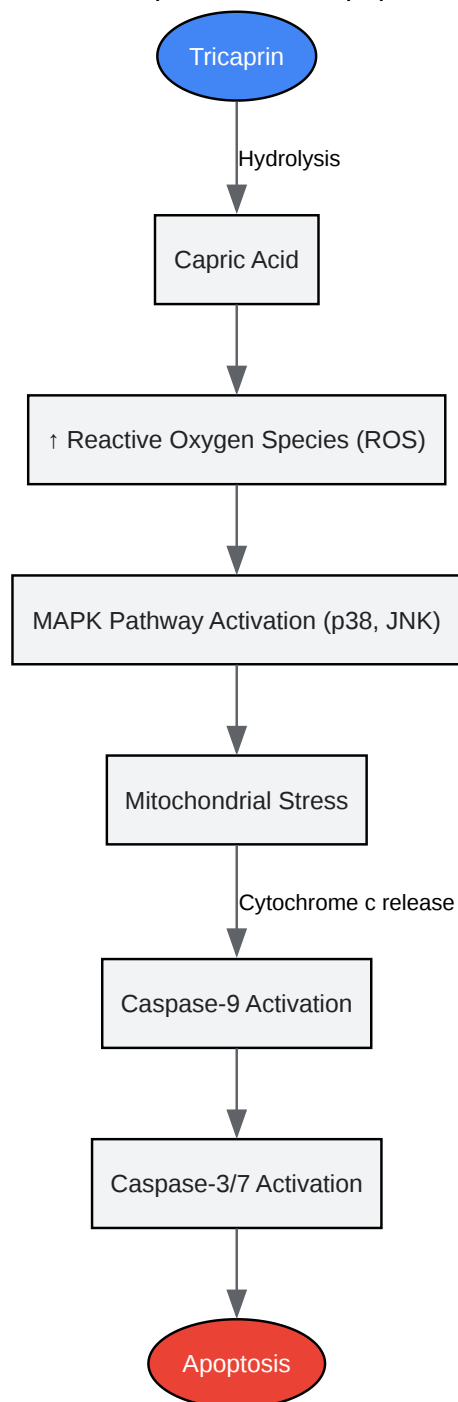 Tricaprin
Hydrolysis
Capric Acid
↑ Reactive Oxygen Species (ROS)
MAPK Pathway Activation (p38, JNK)
Mitochondrial Stress
Cytochrome c release
Caspase-9 Activation
Caspase-3/7 Activation
Apoptosis